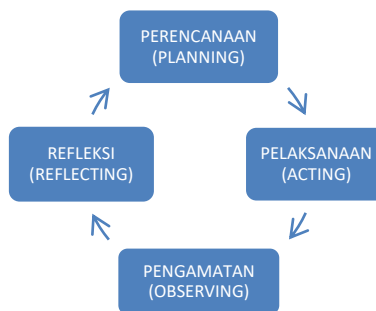 PERENCANAAN
(PLANNING)
REFLEKSI
(REFLECTING)
PELAKSANAAN
(ACTING)
PENGAMATAN
(OBSERVING)